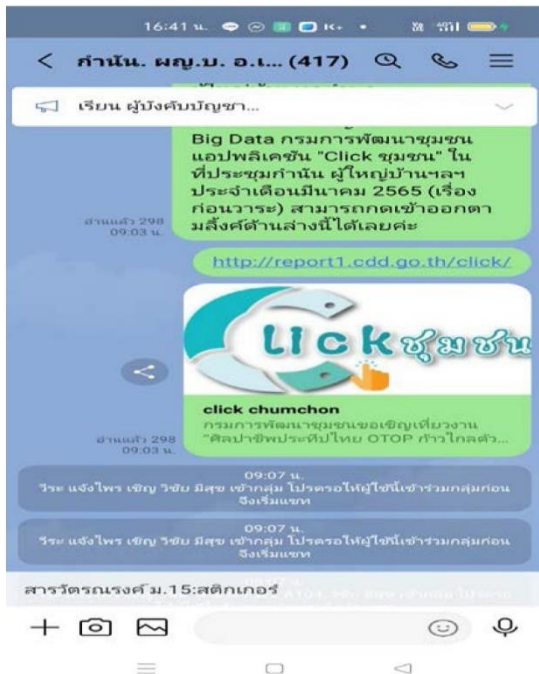 16:41 น. K+
กำนัน. ผญ.บ. อ.เ... (417)
เรียน ผู้บังคับบัญชา...
Big Data กรมการพัฒนาชุมชน
แอปพลิเคชัน "Click ชุมชน" ใน
ที่ประชุมกำนัน ผู้ใหญ่บ้านฯลฯ
ประจำเดือนมีนาคม 2565 (เรื่อง
ก่อนวาระ) สามารถกดเข้าออกตา
มลิ้งค์ด้านล่างนี้ได้เลยค่ะ
อ่านแล้ว 298
09:03 น.
http://report1.cdd.go.th/click/
Click ชุมชน
click chumchon
กรมการพัฒนาชุมชนขอเชิญเที่ยวงาน
"ศิลปาชีพประทีปไทย OTOP ก้าวไกลด้ว...
อ่านแล้ว 298
09:03 น.
09:07 น.
วีระ แจ้งไพร เชิญ วิชัย มีสุข เข้ากลุ่ม โปรดรอให้ผู้ใช้นี้เข้าร่วมกลุ่มก่อน
จึงเริ่มแชท
09:07 น.
วีระ แจ้งไพร เชิญ วิชัย มีสุข เข้ากลุ่ม โปรดรอให้ผู้ใช้นี้เข้าร่วมกลุ่มก่อน
จึงเริ่มแชท
สารวัตรณรงค์ ม.15:สติกเกอร์